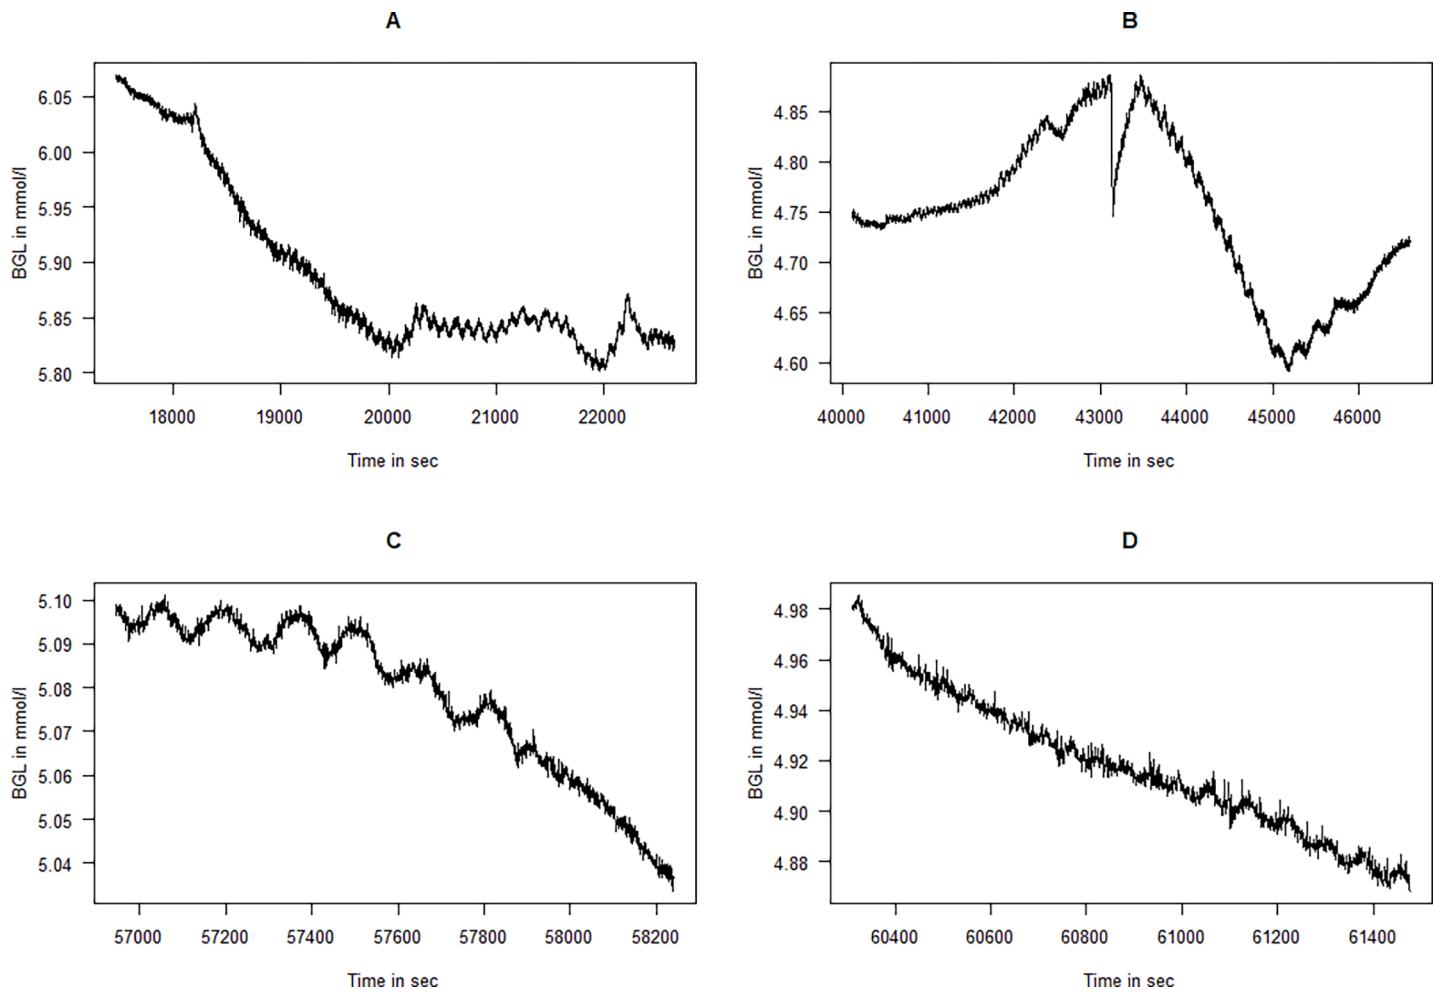 A
BGL in mmol/l
6.05
6.00
5.95
5.90
5.85
5.80
18000 19000 20000 21000 22000
Time in sec
B
BGL in mmol/l
4.85
4.80
4.75
4.70
4.65
4.60
40000 41000 42000 43000 44000 45000 46000
Time in sec
C
BGL in mmol/l
5.10
5.09
5.08
5.07
5.06
5.05
5.04
57000 57200 57400 57600 57800 58000 58200
Time in sec
D
BGL in mmol/l
4.98
4.96
4.94
4.92
4.90
4.88
60400 60600 60800 61000 61200 61400
Time in sec